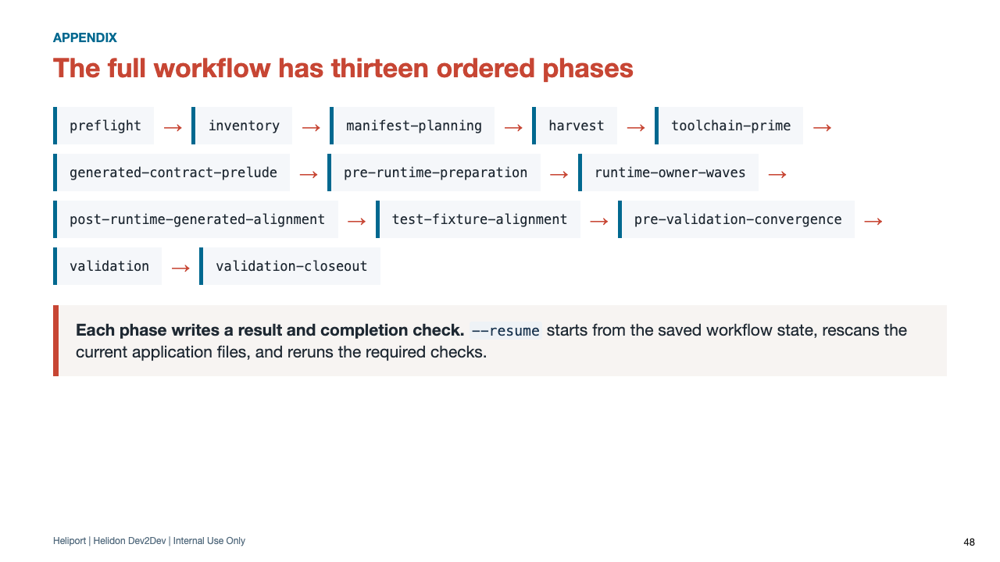 APPENDIX
The full workflow has thirteen ordered phases
preflight → inventory → manifest-planning → harvest → toolchain-prime →
generated-contract-prelude → pre-runtime-preparation → runtime-owner-waves →
post-runtime-generated-alignment → test-fixture-alignment → pre-validation-convergence →
validation → validation-closeout
Each phase writes a result and completion check. --resume starts from the saved workflow state, rescans the
current application files, and reruns the required checks.
Heliport | Helidon Dev2Dev | Internal Use Only
48